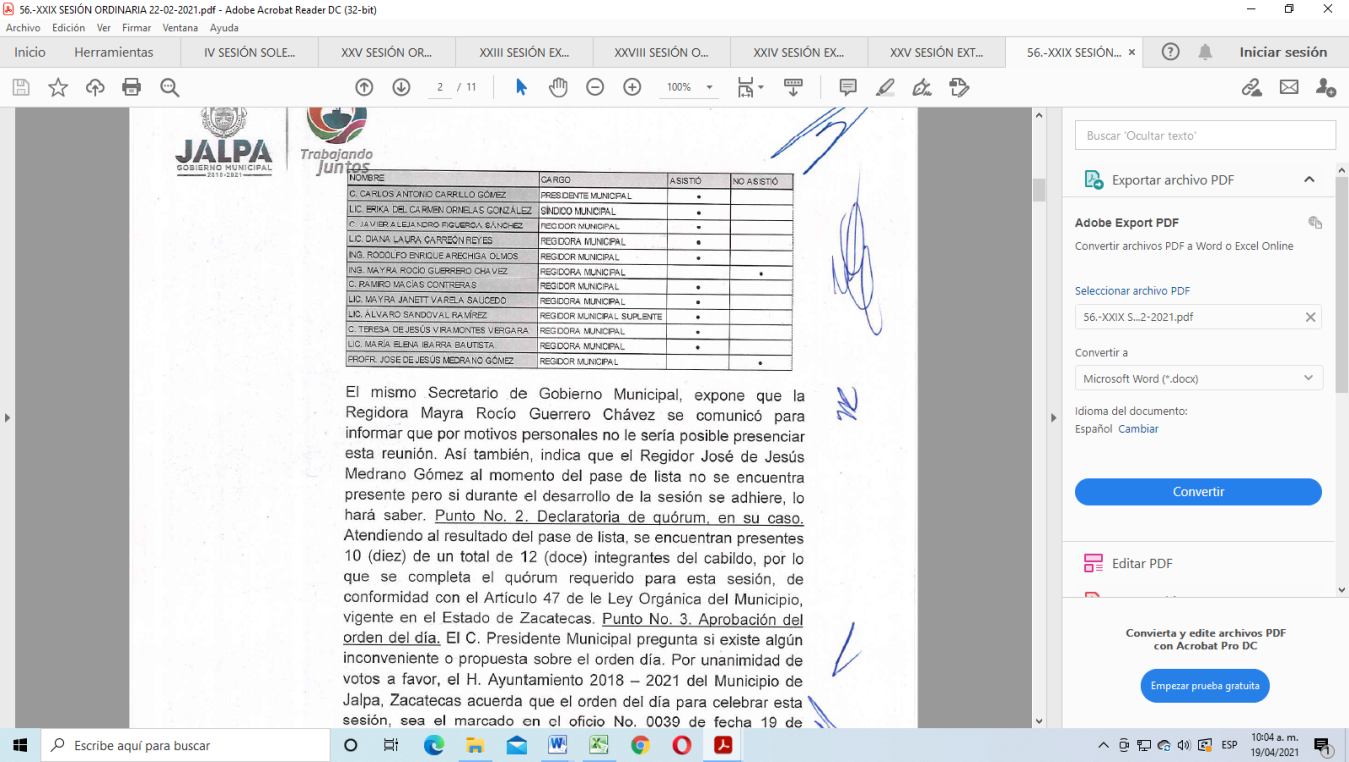 56.-XXIX SESIÓN ORDINARIA 22-02-2021.pdf - Adobe Acrobat Reader DC (32-bit)
Archivo Edición Ver Firmar Ventana Ayuda
Inicio Herramientas IV SESIÓN SOLE... XXV SESIÓN OR... XXIII SESIÓN EX... XXVIII SESIÓN O... XXIV SESIÓN EX... XXV SESIÓN EXT... 56.-XXIX SESIÓN... × Iniciar sesión
2 / 11 100%
JALPA
GOBIERNO MUNICIPAL
2018-2021
Trabajando
Juntos
NOMBRE CARGO ASISTIÓ NO ASISTIÓ
C. CARLOS ANTONIO CARRILLO GÓMEZ PRESIDENTE MUNICIPAL •
LIC. ERIKA DEL CARMEN ORNELAS GONZÁLEZ SÍNDICO MUNICIPAL •
C. JAVIER ALEJANDRO FIGUEROA SÁNCHEZ REGIDOR MUNICIPAL •
LIC. DIANA LAURA CARREÓN REYES REGIDORA MUNICIPAL •
ING. RODOLFO ENRIQUE ARECHIGA OLMOS REGIDOR MUNICIPAL •
ING. MAYRA ROCÍO GUERRERO CHAVEZ REGIDORA MUNICIPAL •
C. RAMIRO MACÍAS CONTRERAS REGIDOR MUNICIPAL •
LIC. MAYRA JANETT VARELA SAUCEDO REGIDORA MUNICIPAL •
LIC. ALVARO SANDOVAL RAMÍREZ REGIDOR MUNICIPAL SUPLENTE •
C. TERESA DE JESÚS VIRAMONTES VERGARA REGIDORA MUNICIPAL •
LIC. MARÍA ELENA IBARRA BAUTISTA REGIDORA MUNICIPAL •
PROFR. JOSE DE JESÚS MEDRANO GÓMEZ REGIDOR MUNICIPAL •
El mismo Secretario de Gobierno Municipal, expone que la
Regidora Mayra Rocío Guerrero Chávez se comunicó para
informar que por motivos personales no le sería posible presenciar
esta reunión. Así también, indica que el Regidor José de Jesús
Medrano Gómez al momento del pase de lista no se encuentra
presente pero si durante el desarrollo de la sesión se adhiere, lo
hará saber. Punto No. 2. Declaratoria de quórum, en su caso.
Atendiendo al resultado del pase de lista, se encuentran presentes
10 (diez) de un total de 12 (doce) integrantes del cabildo, por lo
que se completa el quórum requerido para esta sesión, de
conformidad con el Artículo 47 de le Ley Orgánica del Municipio,
vigente en el Estado de Zacatecas. Punto No. 3. Aprobación del
orden del día. El C. Presidente Municipal pregunta si existe algún
inconveniente o propuesta sobre el orden día. Por unanimidad de
votos a favor, el H. Ayuntamiento 2018 – 2021 del Municipio de
Jalpa, Zacatecas acuerda que el orden del día para celebrar esta
sesión, sea el marcado en el oficio No. 0039 de fecha 19 de
Buscar 'Ocultar texto'
Exportar archivo PDF
Adobe Export PDF
Convertir archivos PDF a Word o Excel Online
Seleccionar archivo PDF
56.-XXIX S...2-2021.pdf ×
Convertir a
Microsoft Word (*.docx)
Idioma del documento:
Español Cambiar
Convertir
Editar PDF
Convierta y edite archivos PDF
con Acrobat Pro DC
Empezar prueba gratuita
Escribe aquí para buscar
ESP
10:04 a. m.
19/04/2021
1